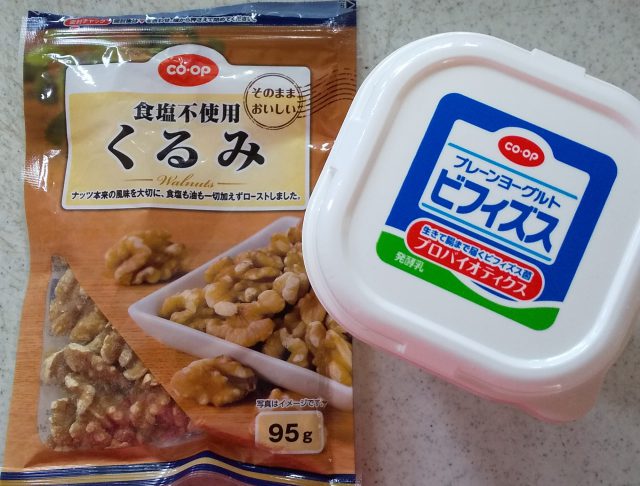 CO·OP
そのまま
おいしい
食塩不使用
くるみ
Walnuts
ナッツ本来の風味を大切に、食塩も油も一切加えずローストしました。
写真はイメージです。
95g
CO·OP
プレーンヨーグルト
ビフィズス
生きて腸まで届くビフィズス菌
プロバイオティクス
発酵乳